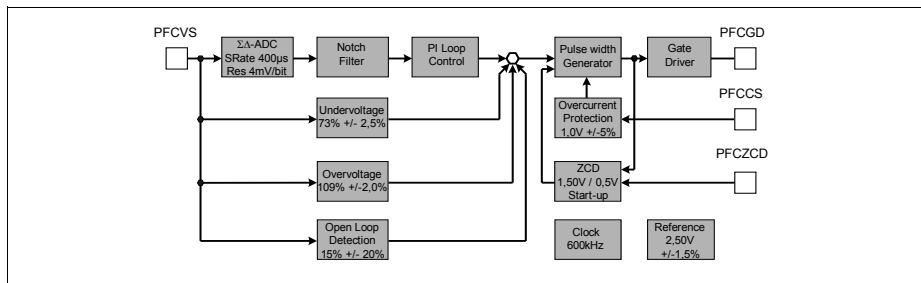 PFCVS
ΣΔ-ADC
SRate 400µs
Res 4mV/bit
Notch
Filter
PI Loop
Control
Pulse width
Generator
Gate
Driver
PFCGD
Undervoltage
73% +/- 2,5%
Overcurrent
Protection
1,0V +/-5%
PFCCS
Overvoltage
109% +/-2,0%
ZCD
1,50V / 0,5V
Start-up
PFCZCD
Open Loop
Detection
15% +/- 20%
Clock
600kHz
Reference
2,50V
+/-1,5%